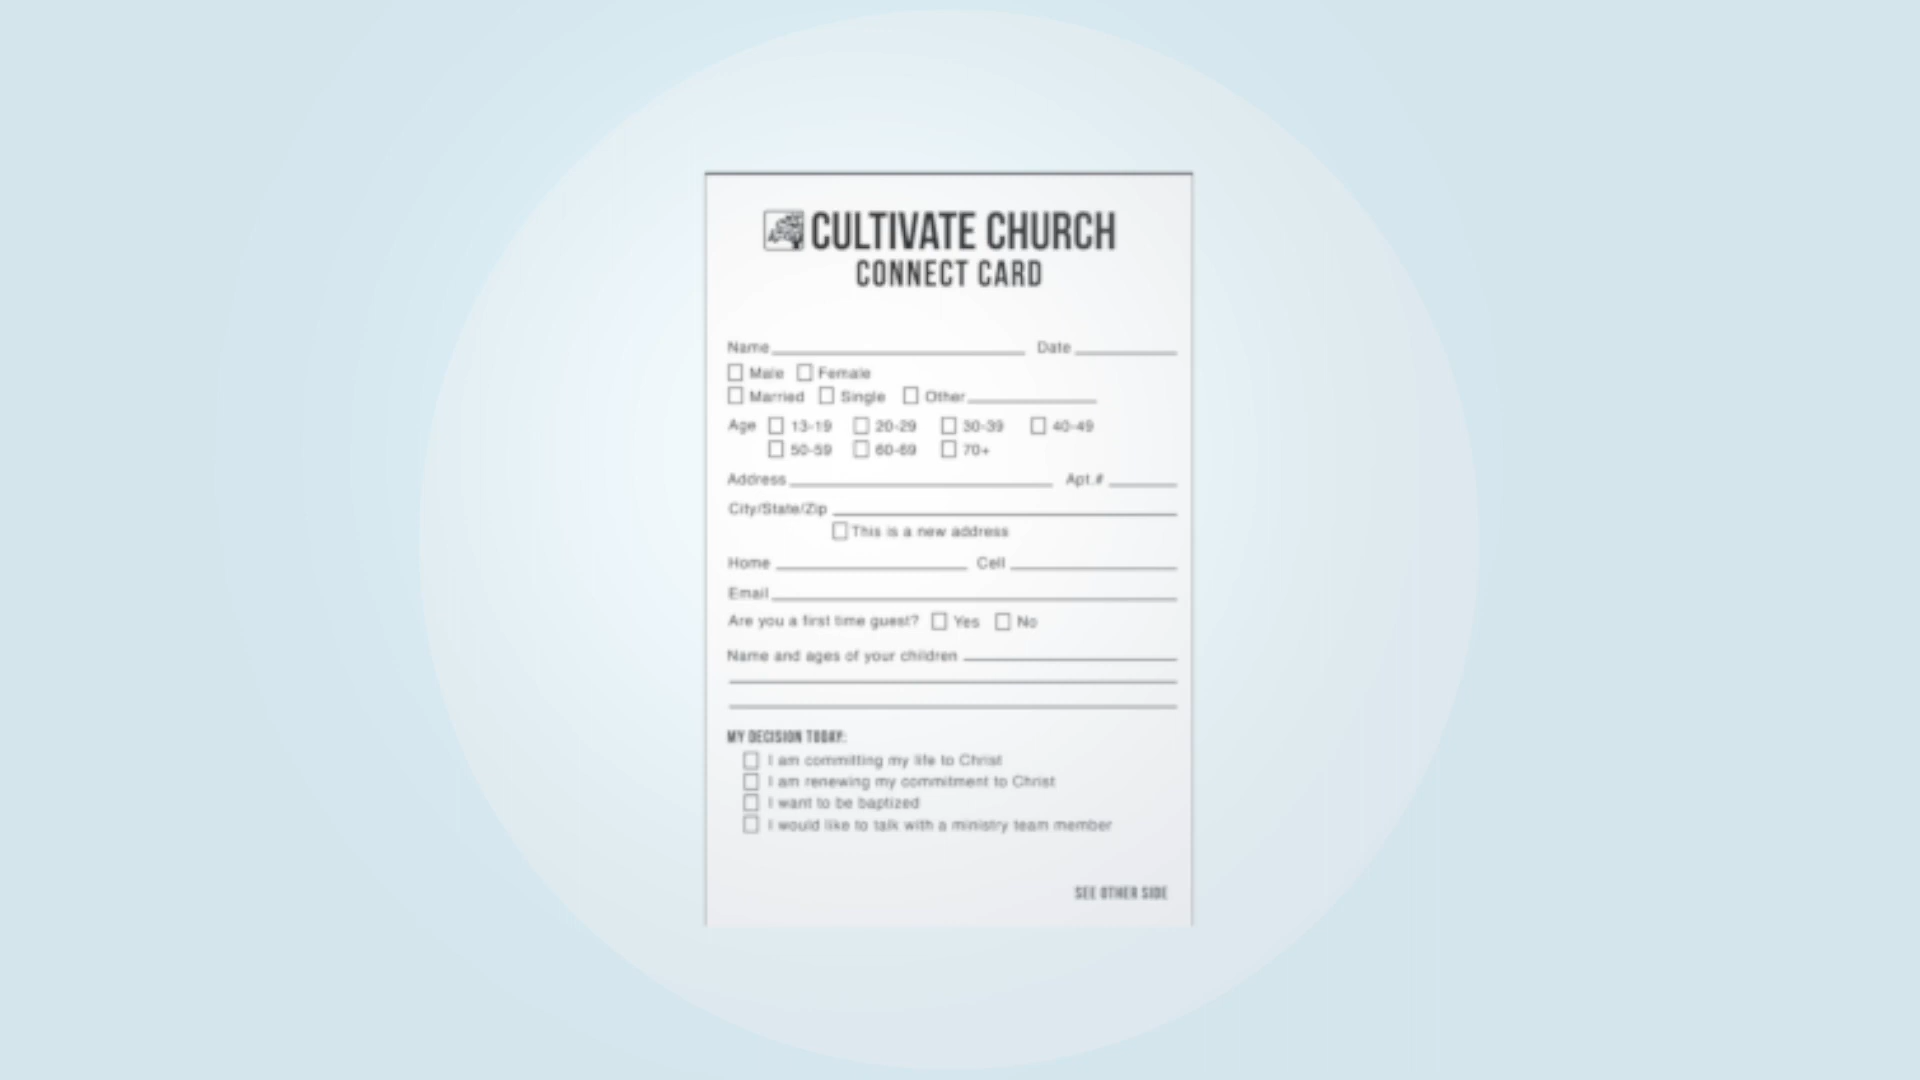 CULTIVATE CHURCH
CONNECT CARD
Name Date
Male Female
Married Single Other
Age 13-19 20-29 30-39 40-49
50-59 60-69 70+
Address Apt.#
City/State/Zip
This is a new address
Home Cell
Email
Are you a first time guest? Yes No
Name and ages of your children
MY DECISION TODAY:
I am committing my life to Christ
I am renewing my commitment to Christ
I want to be baptized
I would like to talk with a ministry team member
SEE OTHER SIDE